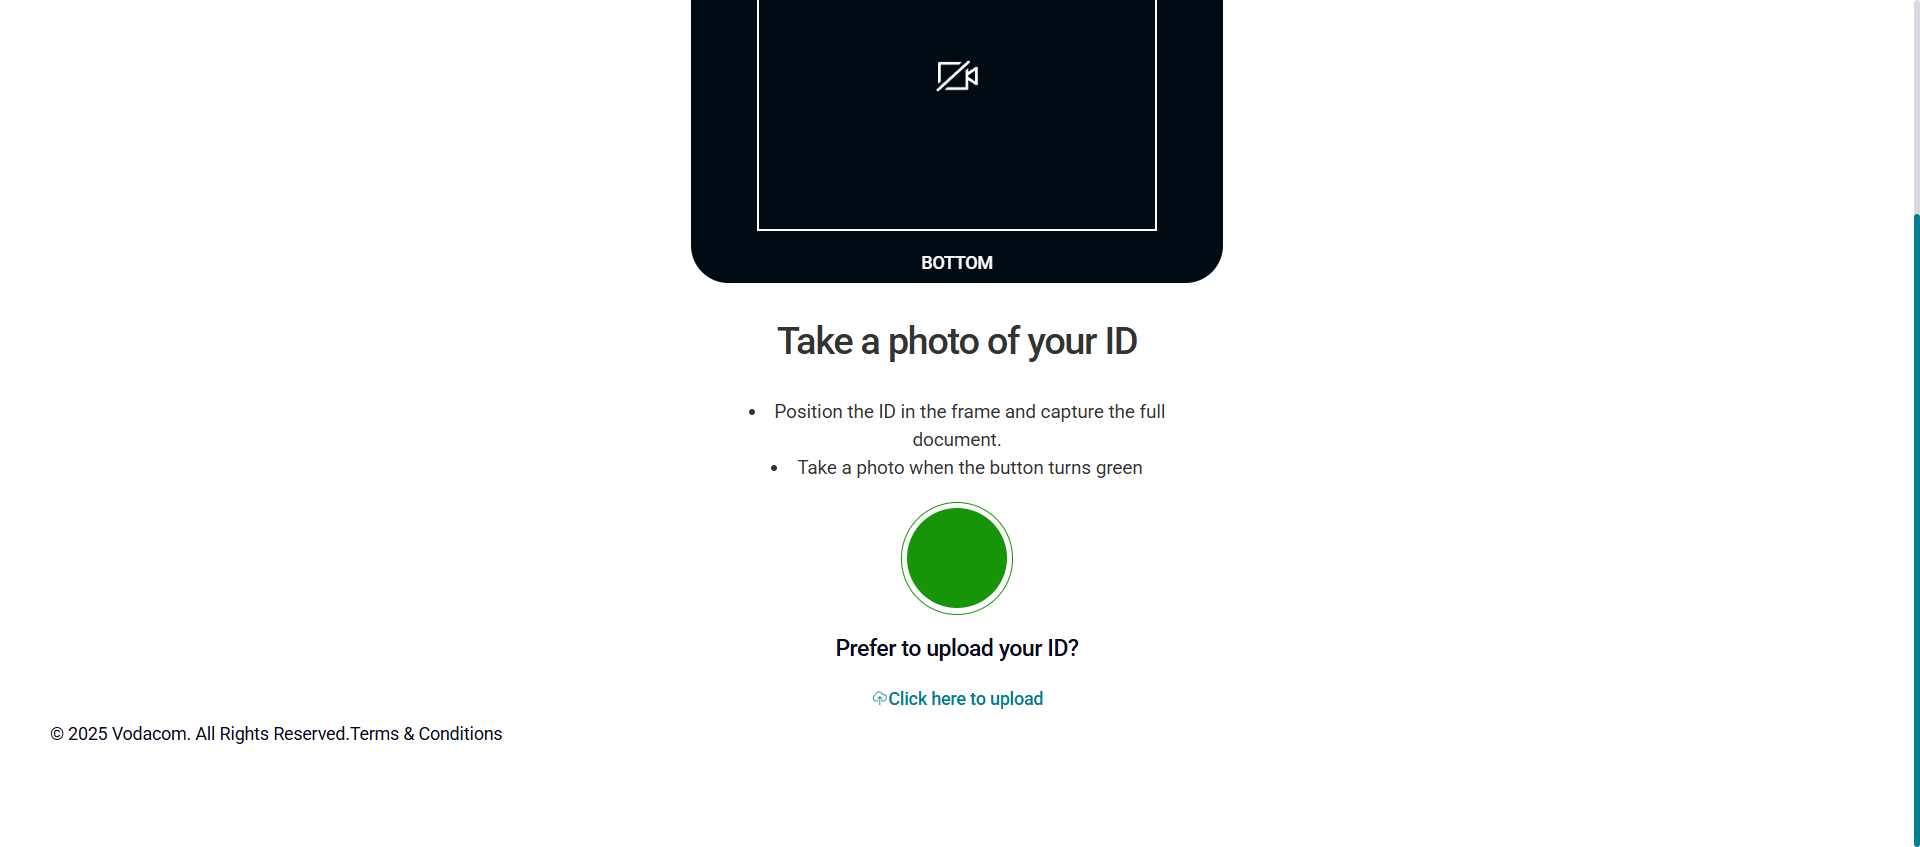 BOTTOM
Take a photo of your ID
• Position the ID in the frame and capture the full
document.
• Take a photo when the button turns green
Prefer to upload your ID?
Click here to upload
© 2025 Vodacom. All Rights Reserved.Terms & Conditions